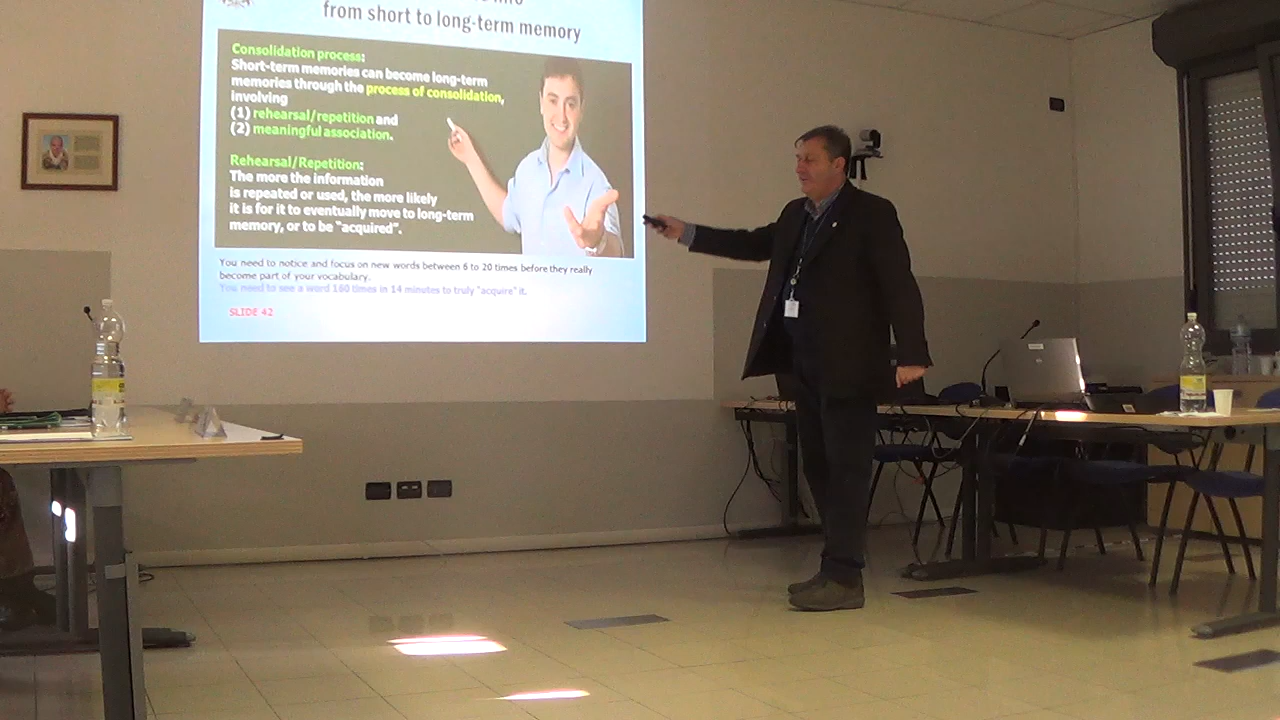 from short to long-term memory
Consolidation process:
Short-term memories can become long-term
memories through the process of consolidation,
involving
(1) rehearsal/repetition and
(2) meaningful association.
Rehearsal/Repetition:
The more the information
is repeated or used, the more likely
it is for it to eventually move to long-term
memory, or to be "acquired".
You need to notice and focus on new words between 6 to 20 times before they really
become part of your vocabulary.
You need to see a word 160 times in 14 minutes to truly "acquire" it.
SLIDE 42